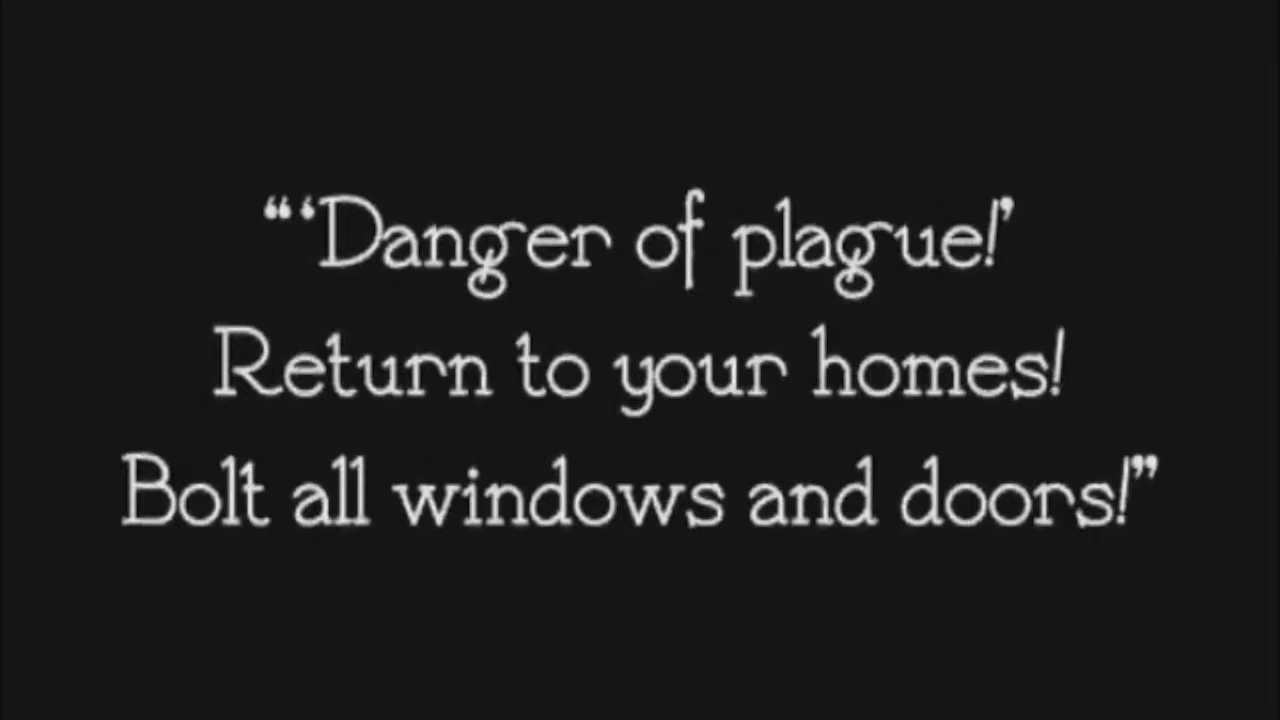 “ ‘Danger of plague!’
Return to your homes!
Bolt all windows and doors!”